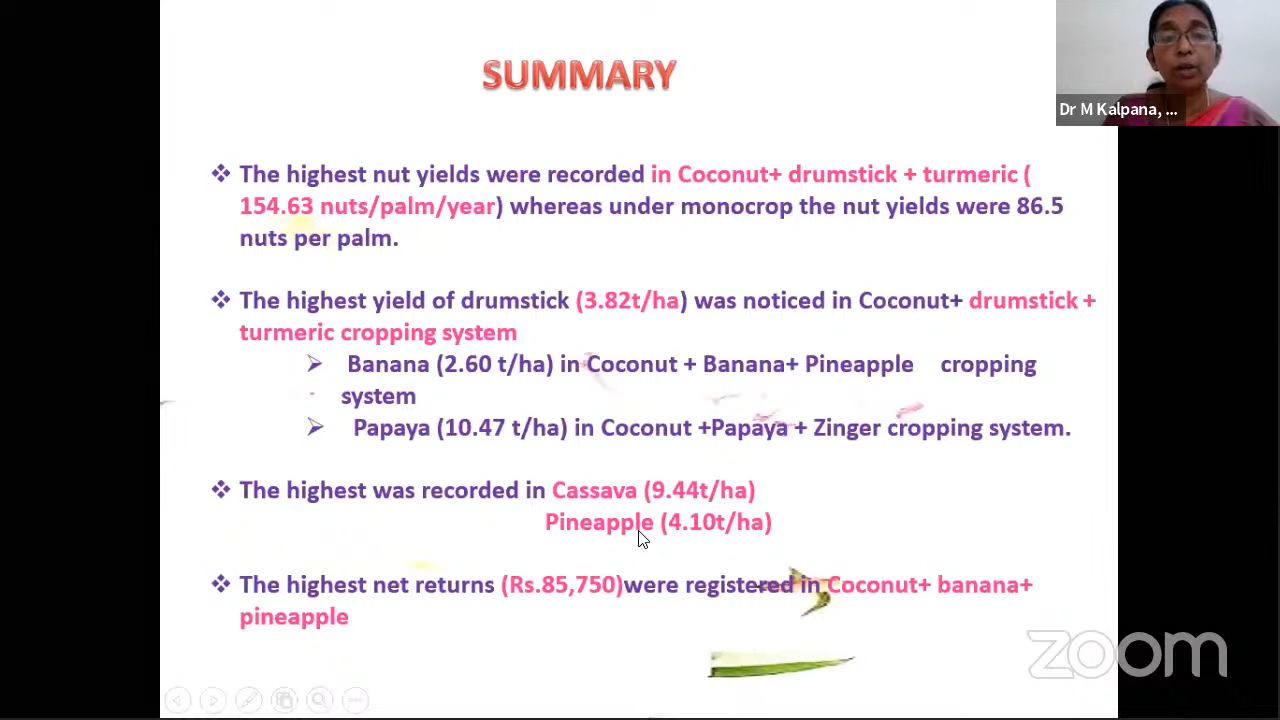 SUMMARY
Dr M Kalpana, ...
❖ The highest nut yields were recorded in Coconut+ drumstick + turmeric (
154.63 nuts/palm/year) whereas under monocrop the nut yields were 86.5
nuts per palm.
❖ The highest yield of drumstick (3.82t/ha) was noticed in Coconut+ drumstick +
turmeric cropping system
➢ Banana (2.60 t/ha) in Coconut + Banana+ Pineapple cropping
system
➢ Papaya (10.47 t/ha) in Coconut +Papaya + Zinger cropping system.
❖ The highest was recorded in Cassava (9.44t/ha)
Pineapple (4.10t/ha)
❖ The highest net returns (Rs.85,750)were registered in Coconut+ banana+
pineapple
zoom